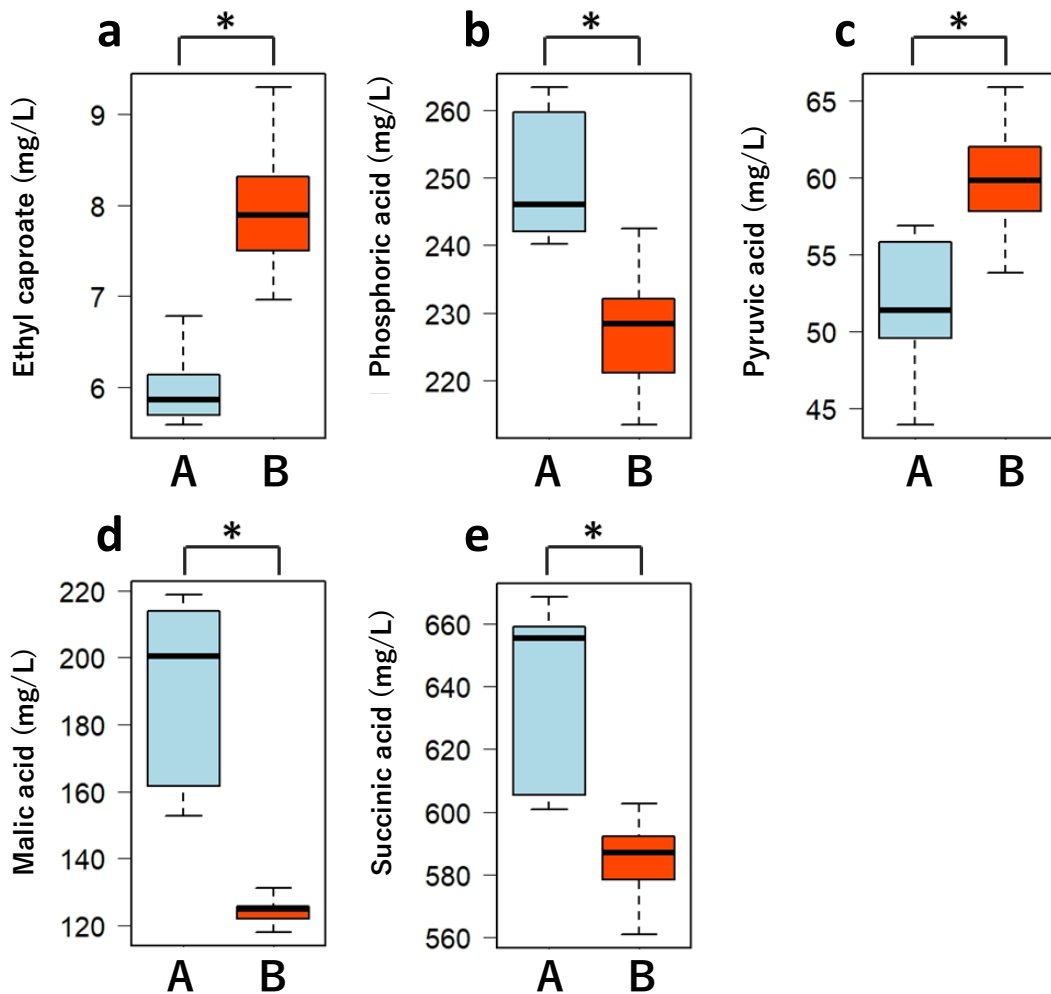 a
*
Ethyl caproate (mg/L)
9
8
7
6
A B
b
*
Phosphoric acid (mg/L)
260
250
240
230
220
A B
c
*
Pyruvic acid (mg/L)
65
60
55
50
45
A B
d
*
Malic acid (mg/L)
220
200
180
160
140
120
A B
e
*
Succinic acid (mg/L)
660
640
620
600
580
560
A B